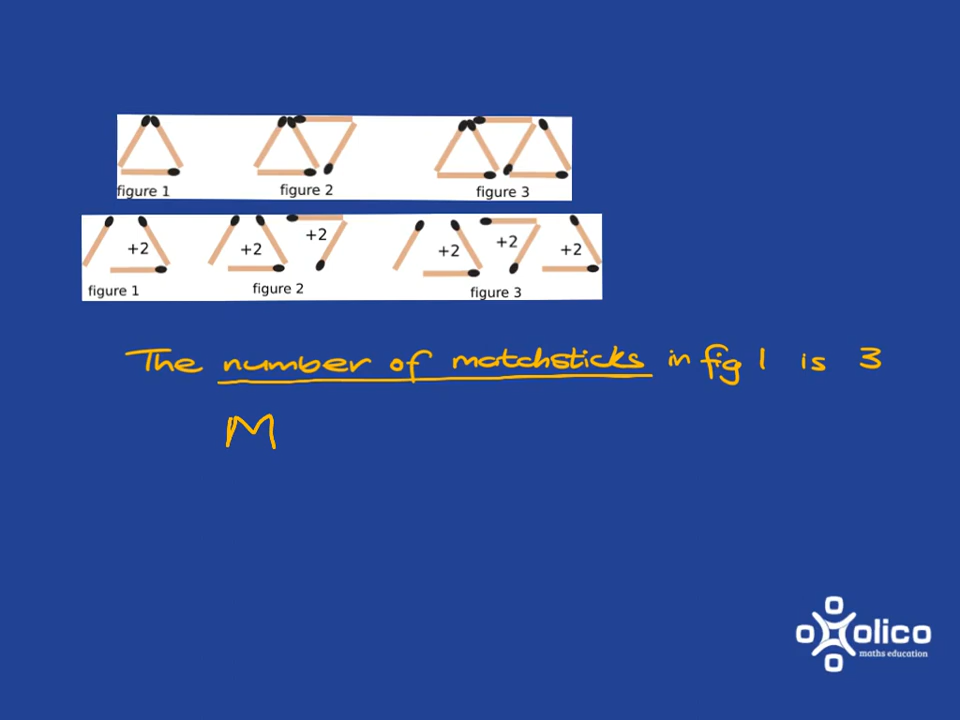 figure 1 figure 2 figure 3
+2 +2 +2 +2 +2 +2
figure 1 figure 2 figure 3
The number of matchsticks in fig 1 is 3
M
olico
maths education